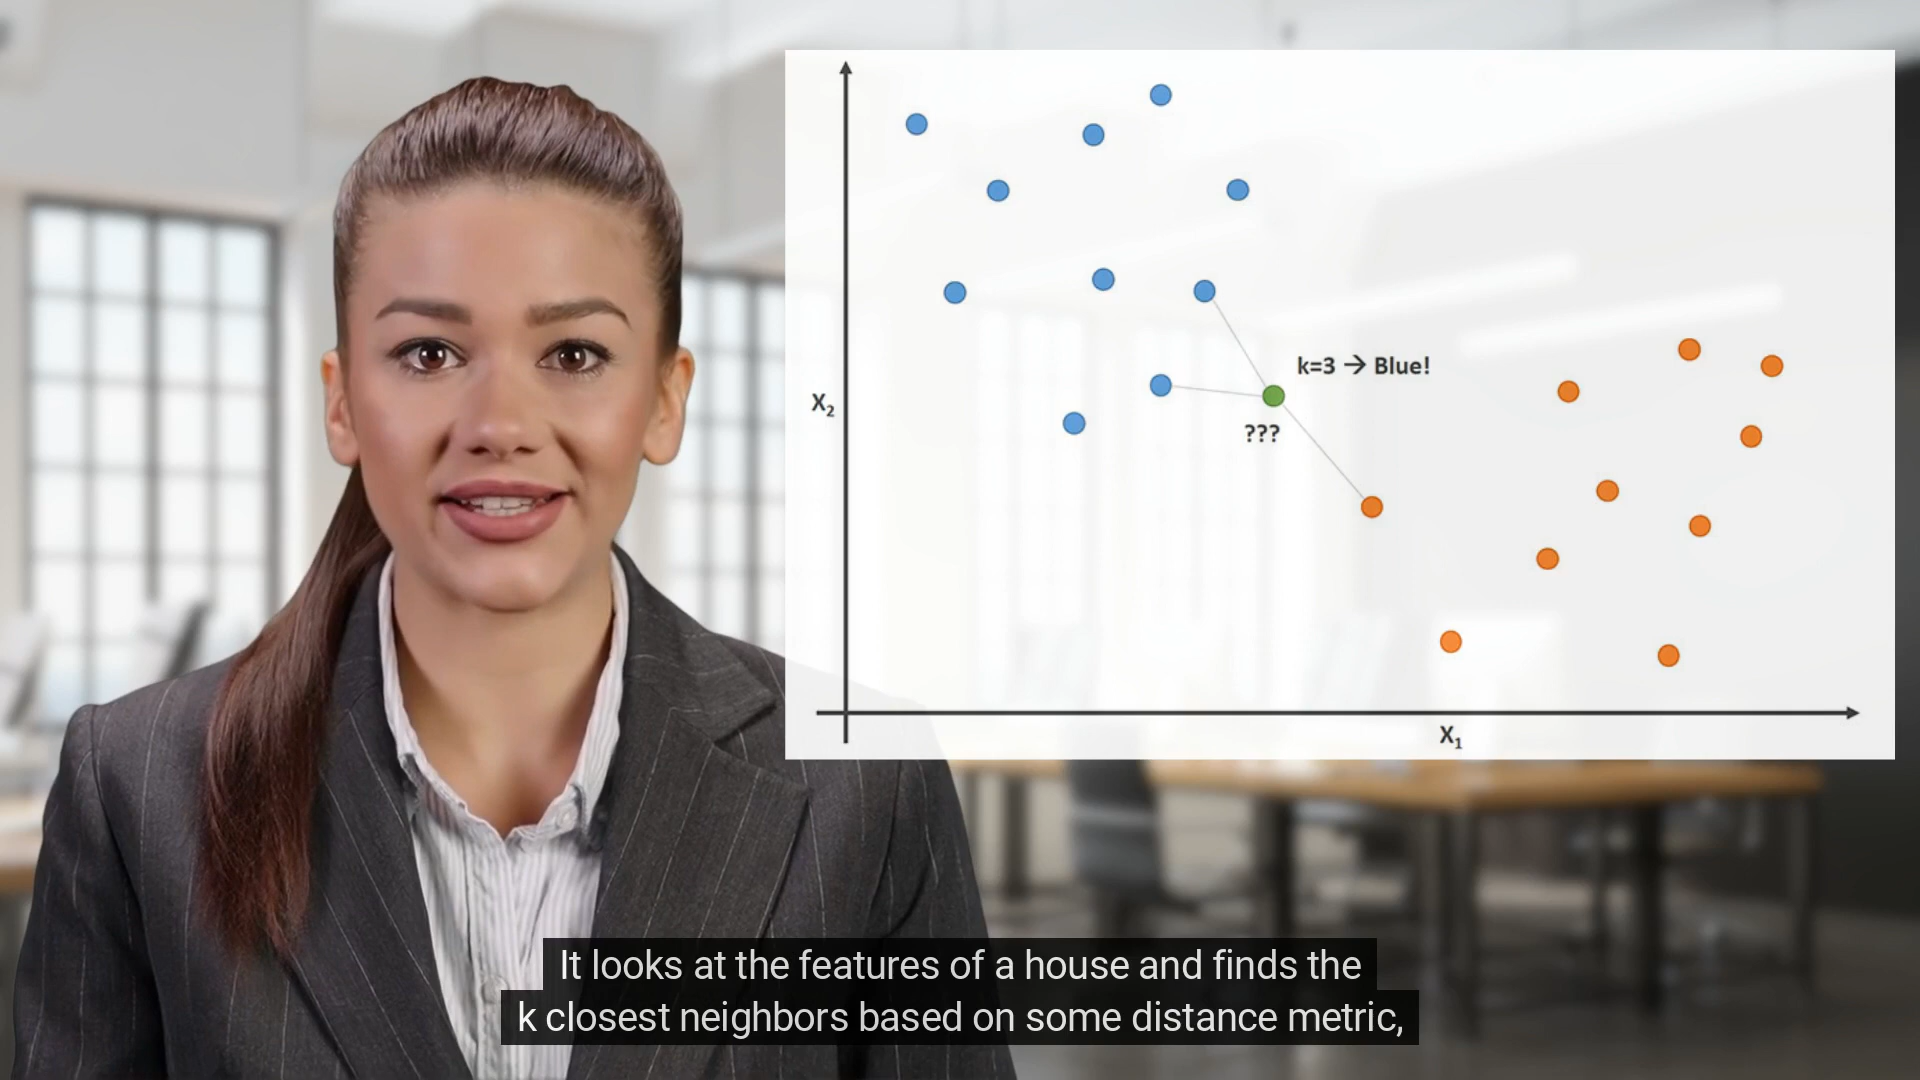 k=3 → Blue!
X₂
???
X₁
It looks at the features of a house and finds the
k closest neighbors based on some distance metric,